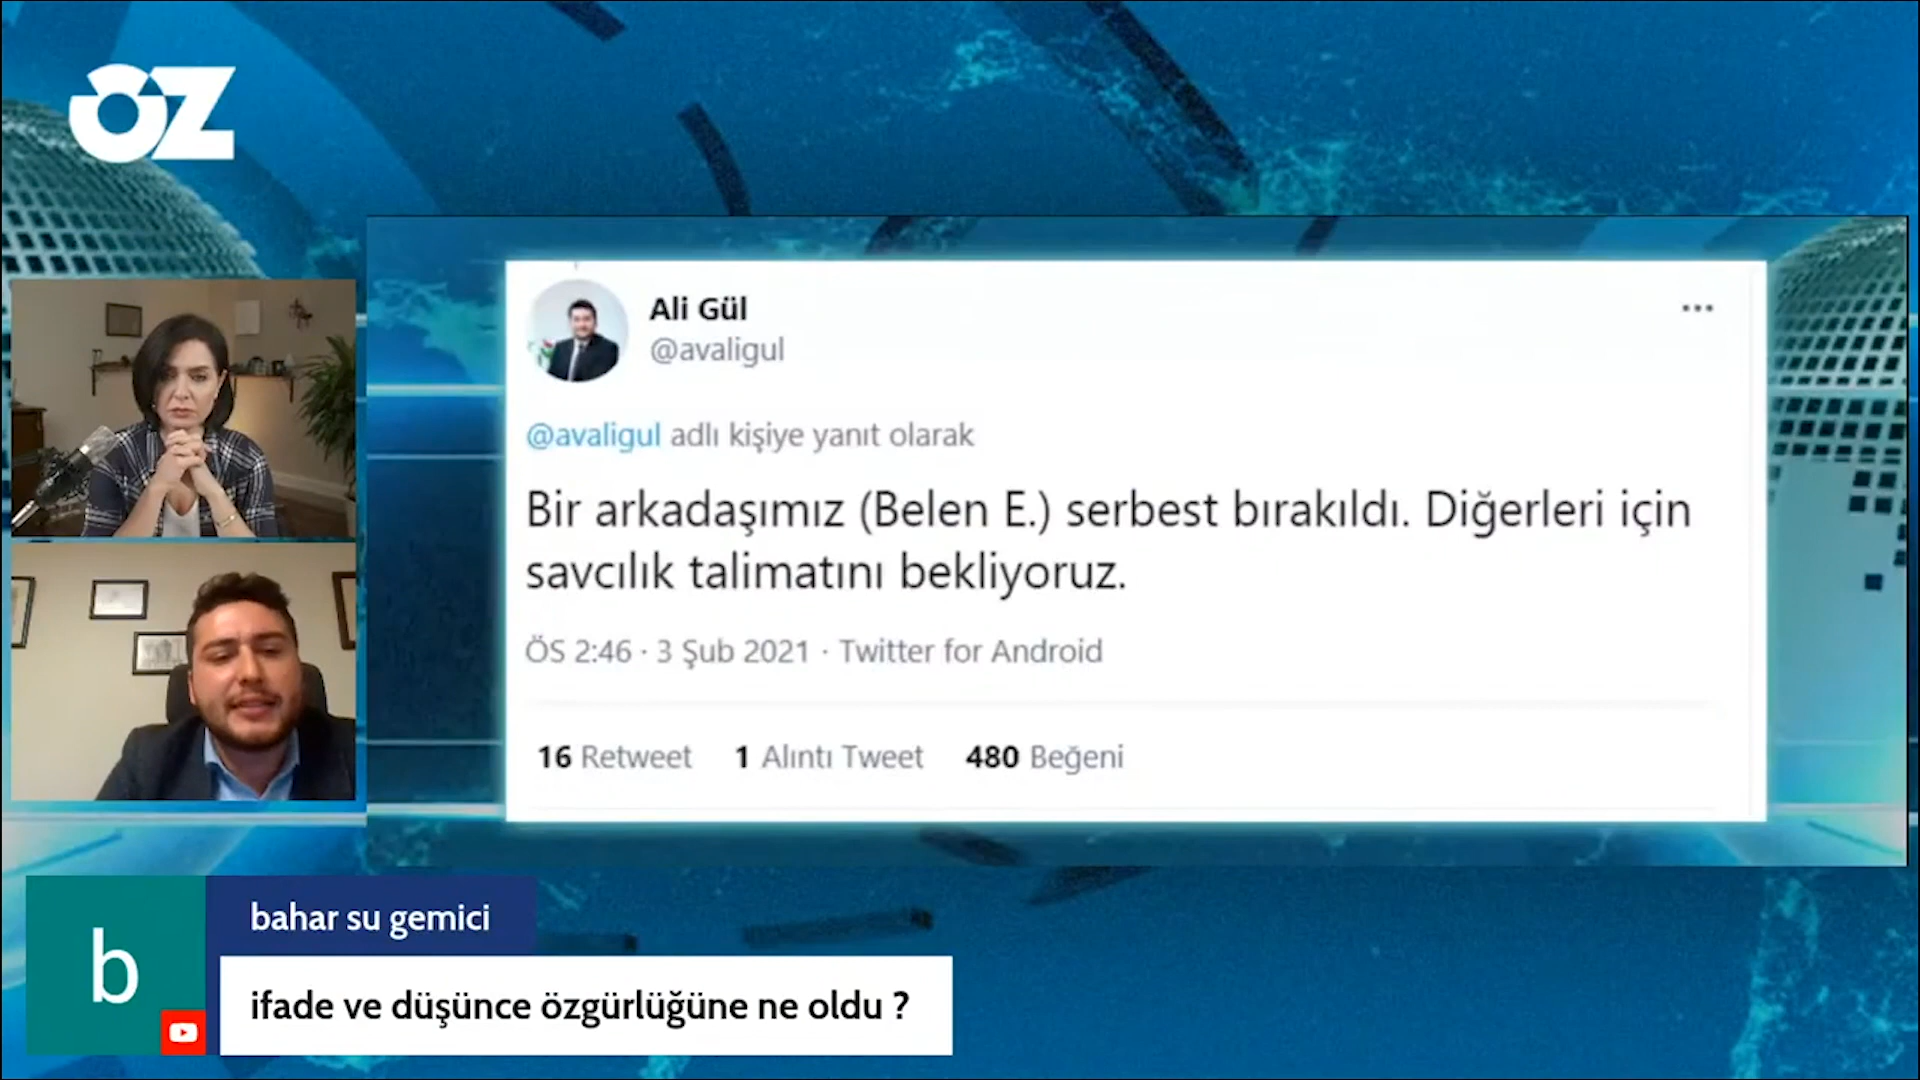 ÖZ
Ali Gül
@avaligul
@avaligul adlı kişiye yanıt olarak
Bir arkadaşımız (Belen E.) serbest bırakıldı. Diğerleri için
savcılık talimatını bekliyoruz.
ÖS 2:46 · 3 Şub 2021 · Twitter for Android
16 Retweet 1 Alıntı Tweet 480 Beğeni
b
bahar su gemici
ifade ve düşünce özgürlüğüne ne oldu ?